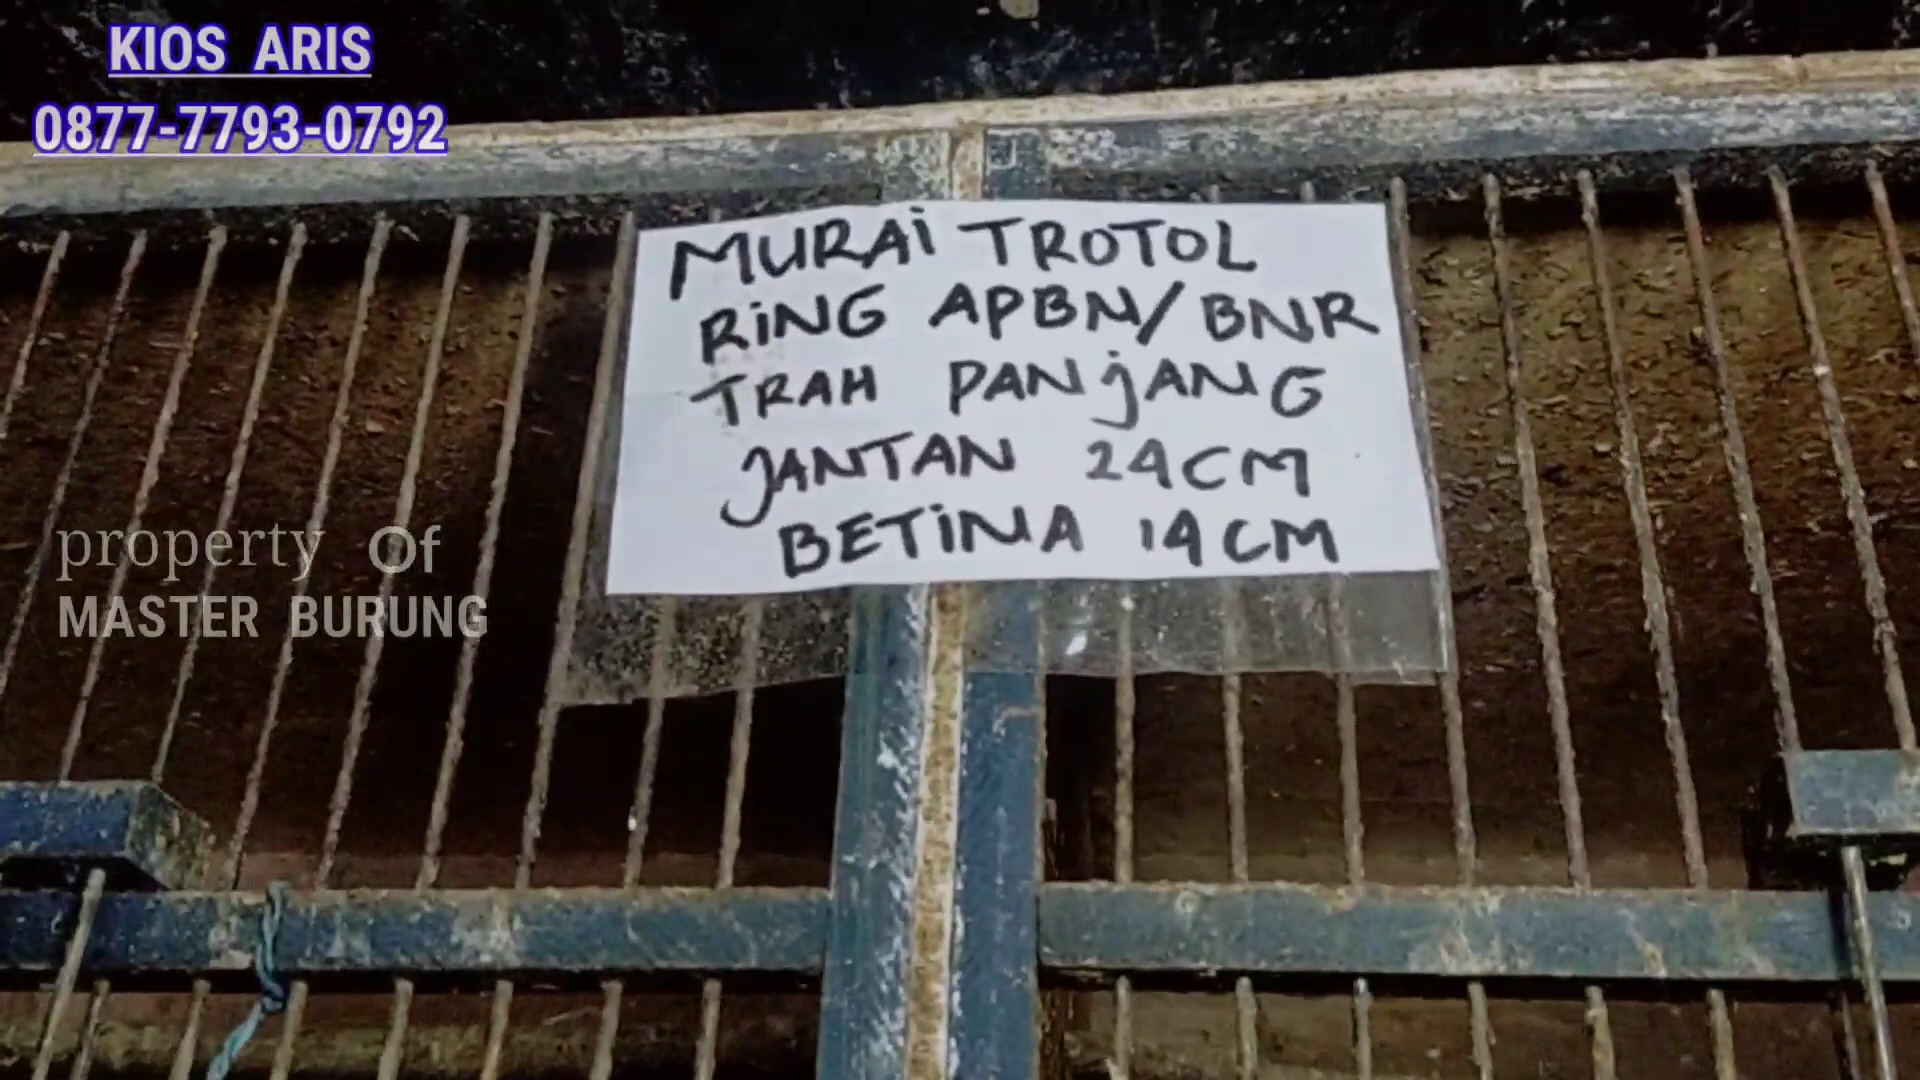 KIOS ARIS
0877-7793-0792
MURAi TROTOL
RiNG APBN/BNR
TRAH PANjANG
JANTAN 24CM
BETiNA 14CM
property Of
MASTER BURUNG